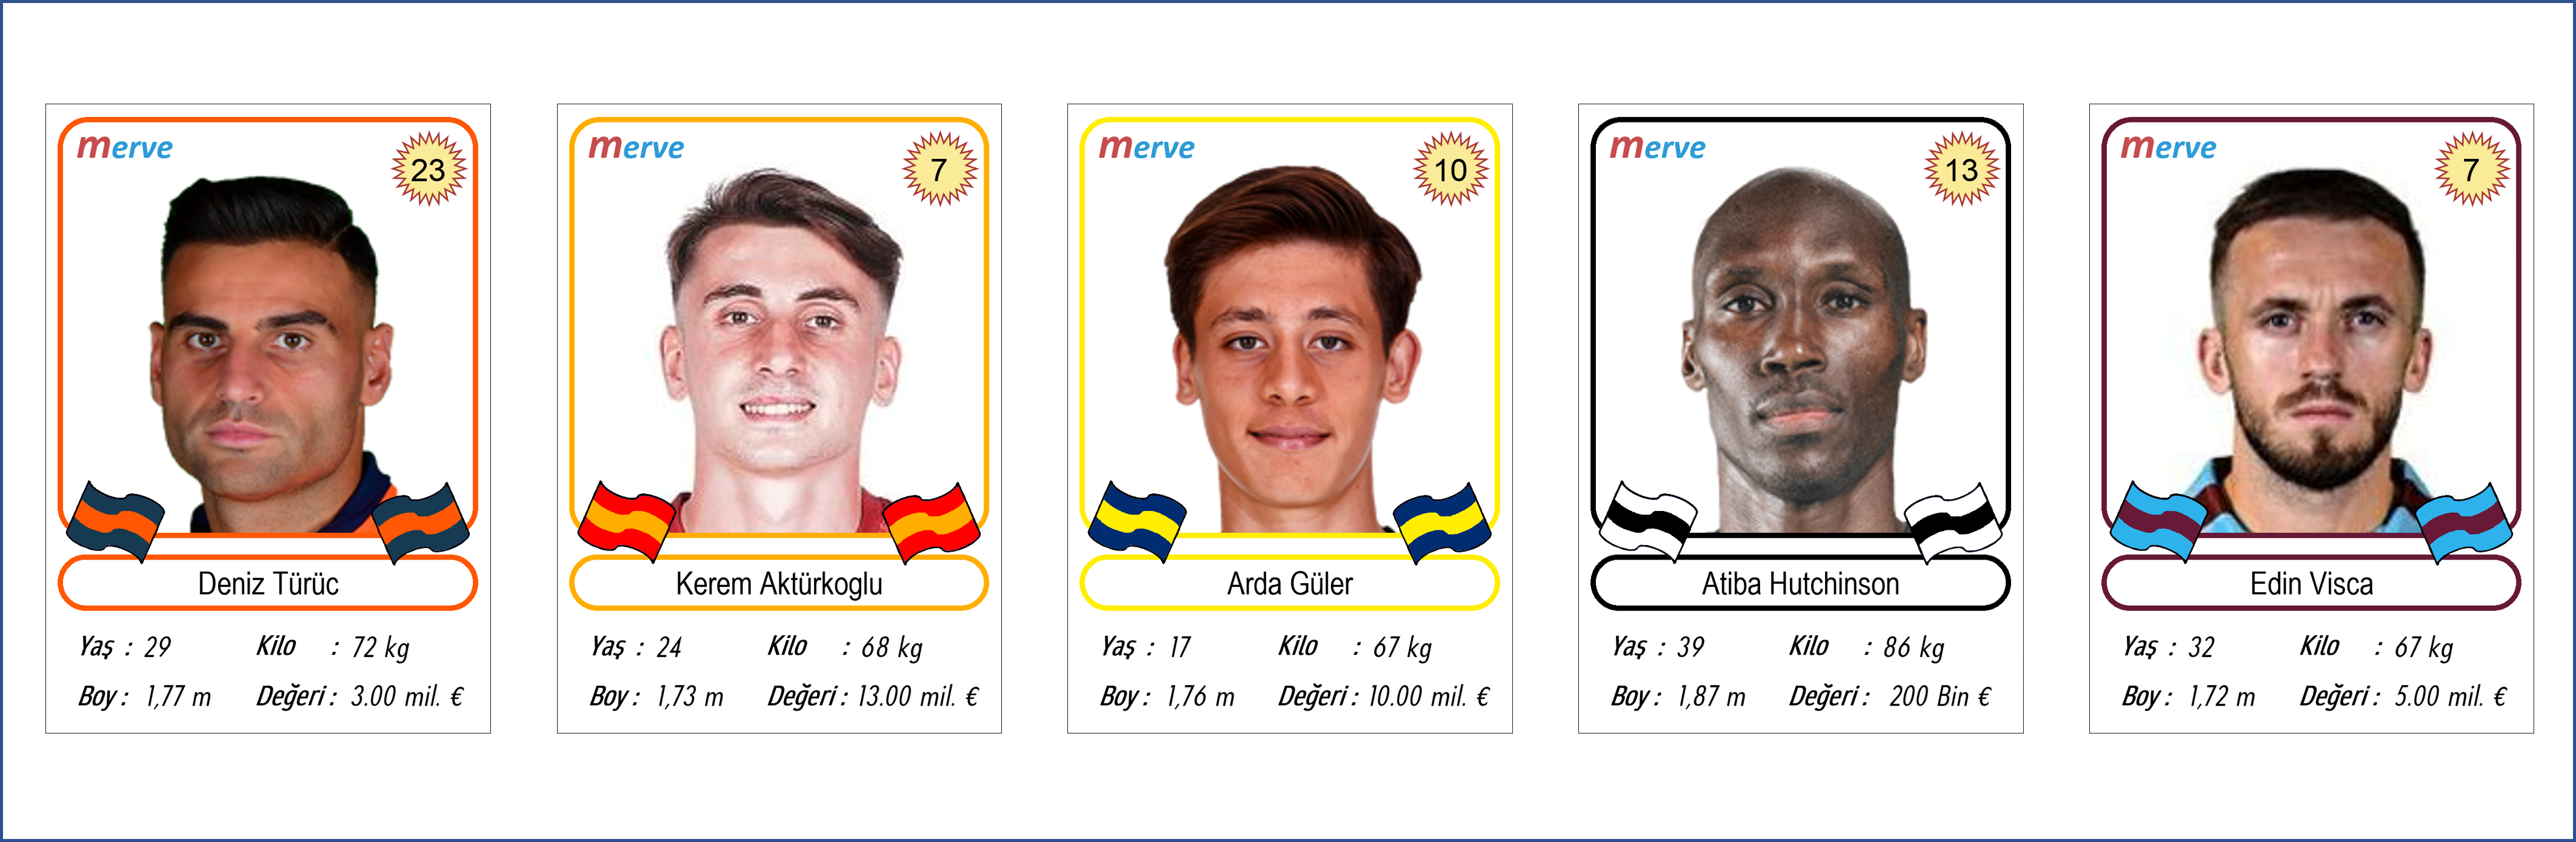 merve
23
Deniz Türüc
Yaş : 29 Kilo : 72 kg
Boy : 1,77 m Değeri : 3.00 mil. €
merve
7
Kerem Aktürkoglu
Yaş : 24 Kilo : 68 kg
Boy : 1,73 m Değeri : 13.00 mil. €
merve
10
Arda Güler
Yaş : 17 Kilo : 67 kg
Boy : 1,76 m Değeri : 10.00 mil. €
merve
13
Atiba Hutchinson
Yaş : 39 Kilo : 86 kg
Boy : 1,87 m Değeri : 200 Bin €
merve
7
Edin Visca
Yaş : 32 Kilo : 67 kg
Boy : 1,72 m Değeri : 5.00 mil. €